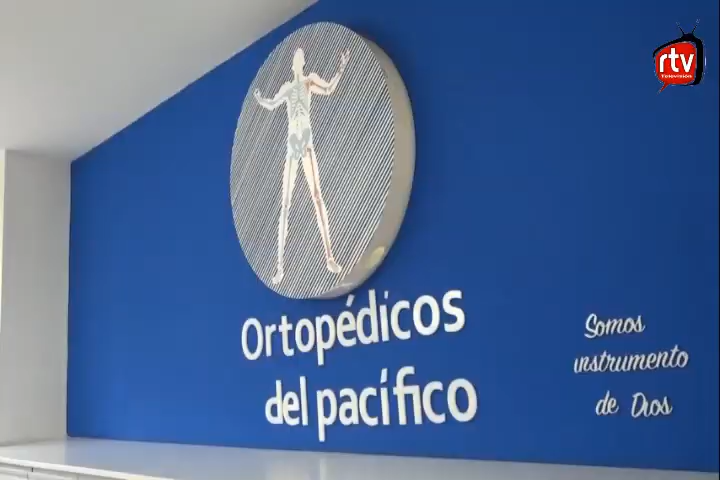 rtv
Televisión
Ortopédicos
del pacífico
Somos
instrumento
de Dios